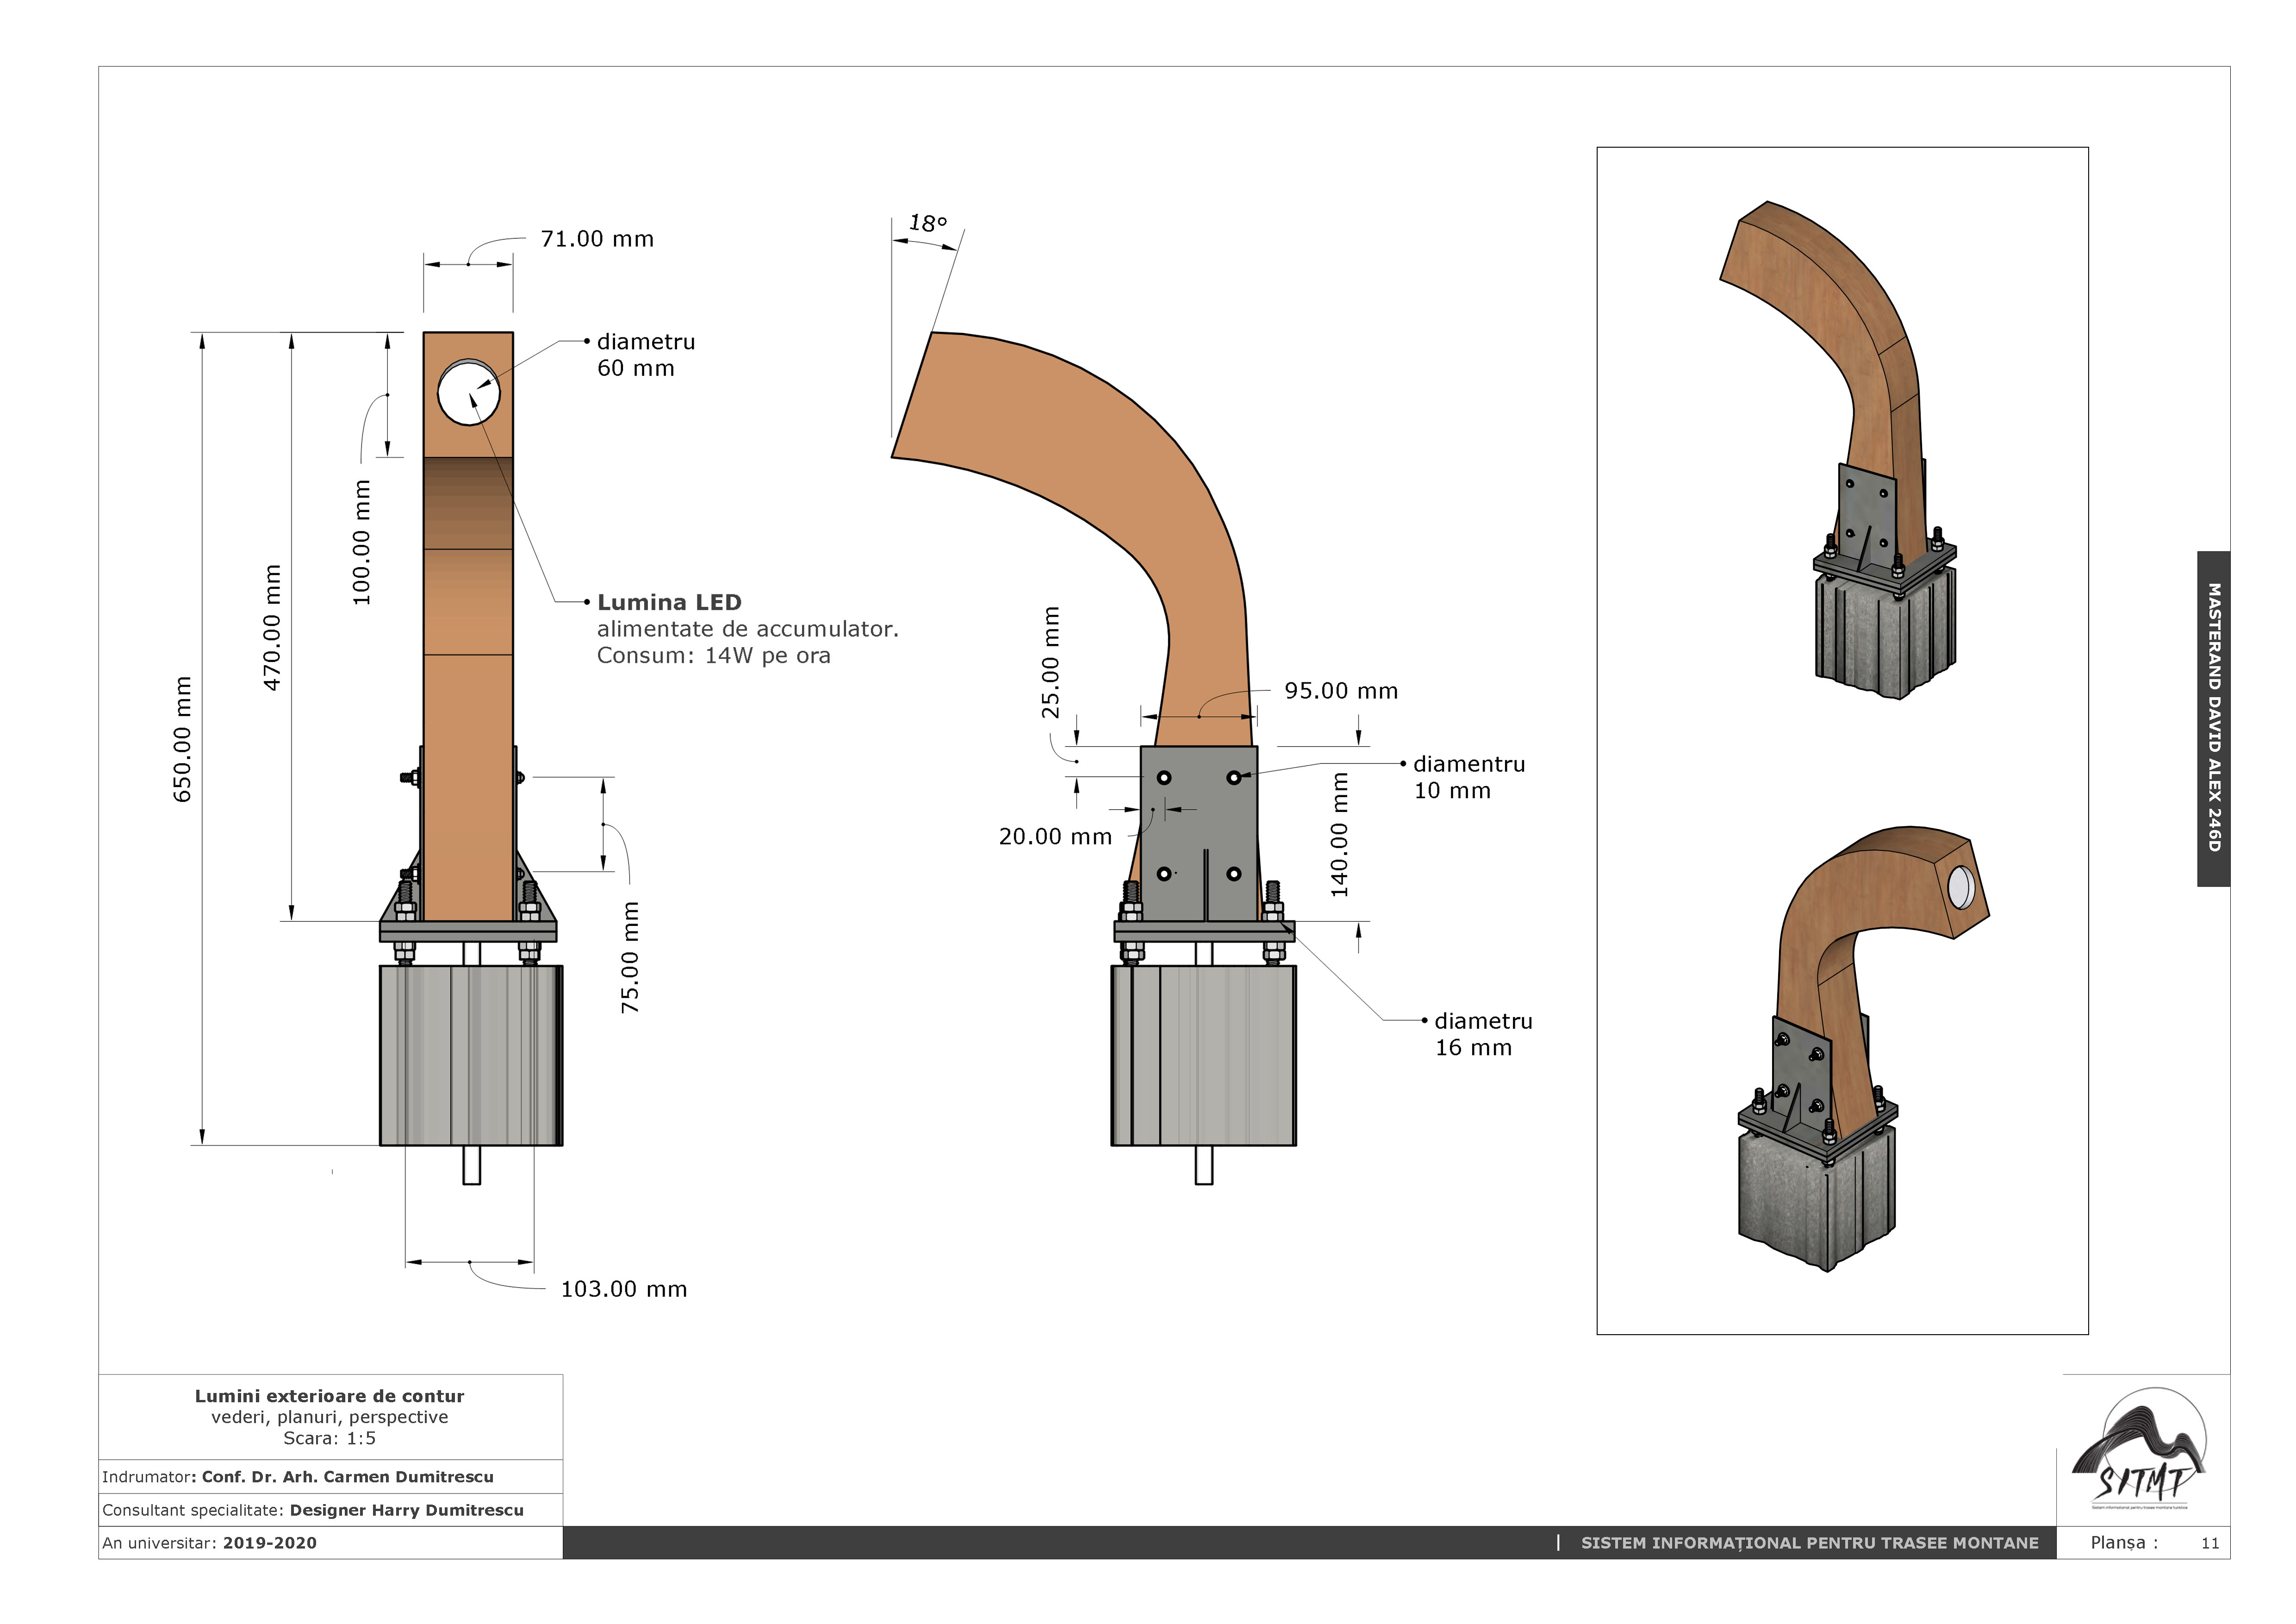 18°
71.00 mm
diametru
60 mm
100.00 mm
470.00 mm
650.00 mm
Lumina LED
alimentate de accumulator.
Consum: 14W pe ora
25.00 mm
95.00 mm
diamentru
10 mm
20.00 mm
140.00 mm
75.00 mm
diametru
16 mm
103.00 mm
MASTERAND DAVID ALEX 246D
Lumini exterioare de contur
vederi, planuri, perspective
Scara: 1:5
Indrumator: Conf. Dr. Arh. Carmen Dumitrescu
Consultant specialitate: Designer Harry Dumitrescu
An universitar: 2019-2020
| SISTEM INFORMAȚIONAL PENTRU TRASEE MONTANE
SITMT
Sistem informational pentru trasee montane turistice
Planșa : 11